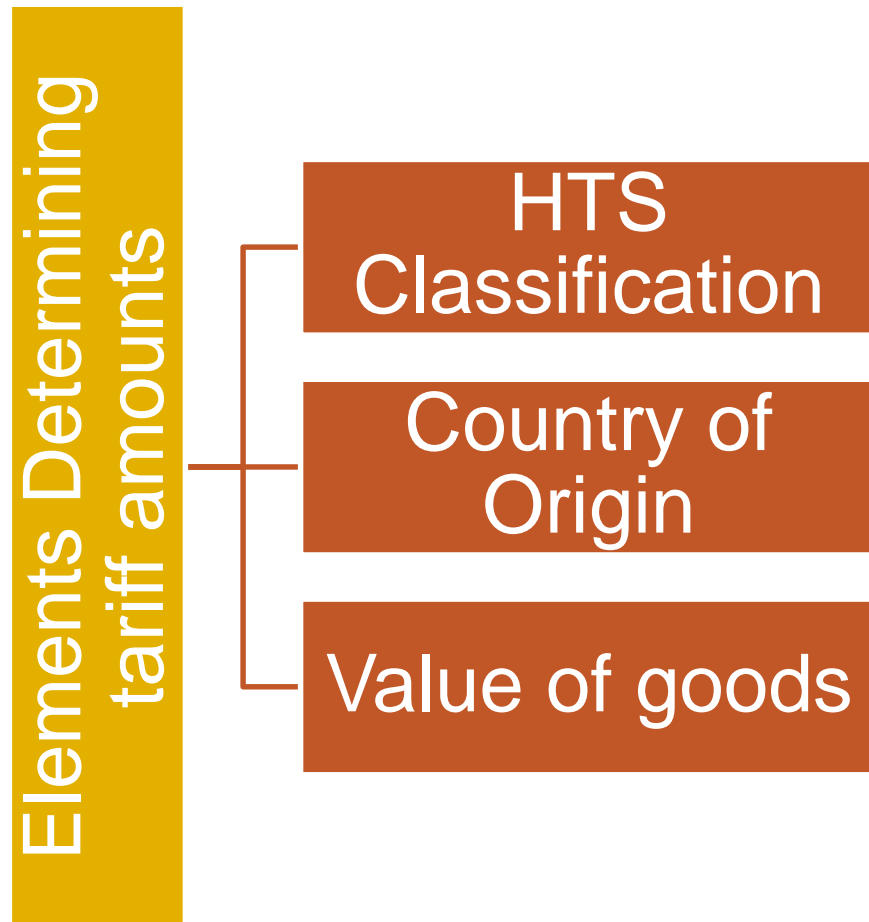 Elements Determining
tariff amounts
HTS
Classification
Country of
Origin
Value of goods